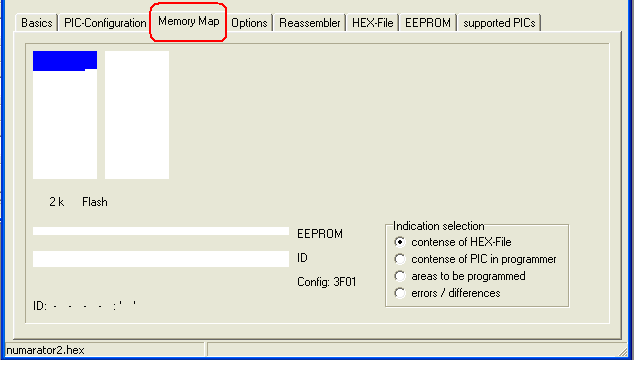 Basics PIC-Configuration Memory Map Options Reassembler HEX-File EEPROM supported PICs
2 k Flash
EEPROM
ID
Config: 3F01
ID: - - - - : ' '
Indication selection
contense of HEX-File
contense of PIC in programmer
areas to be programmed
errors / differences
numarator2.hex